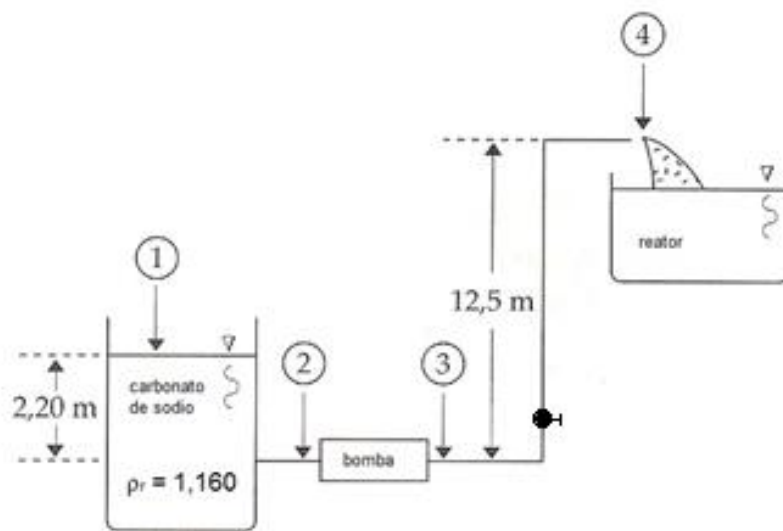 4
reator
1
12,5 m
2
3
carbonato
de sodio
2,20 m
bomba
ρr = 1,160